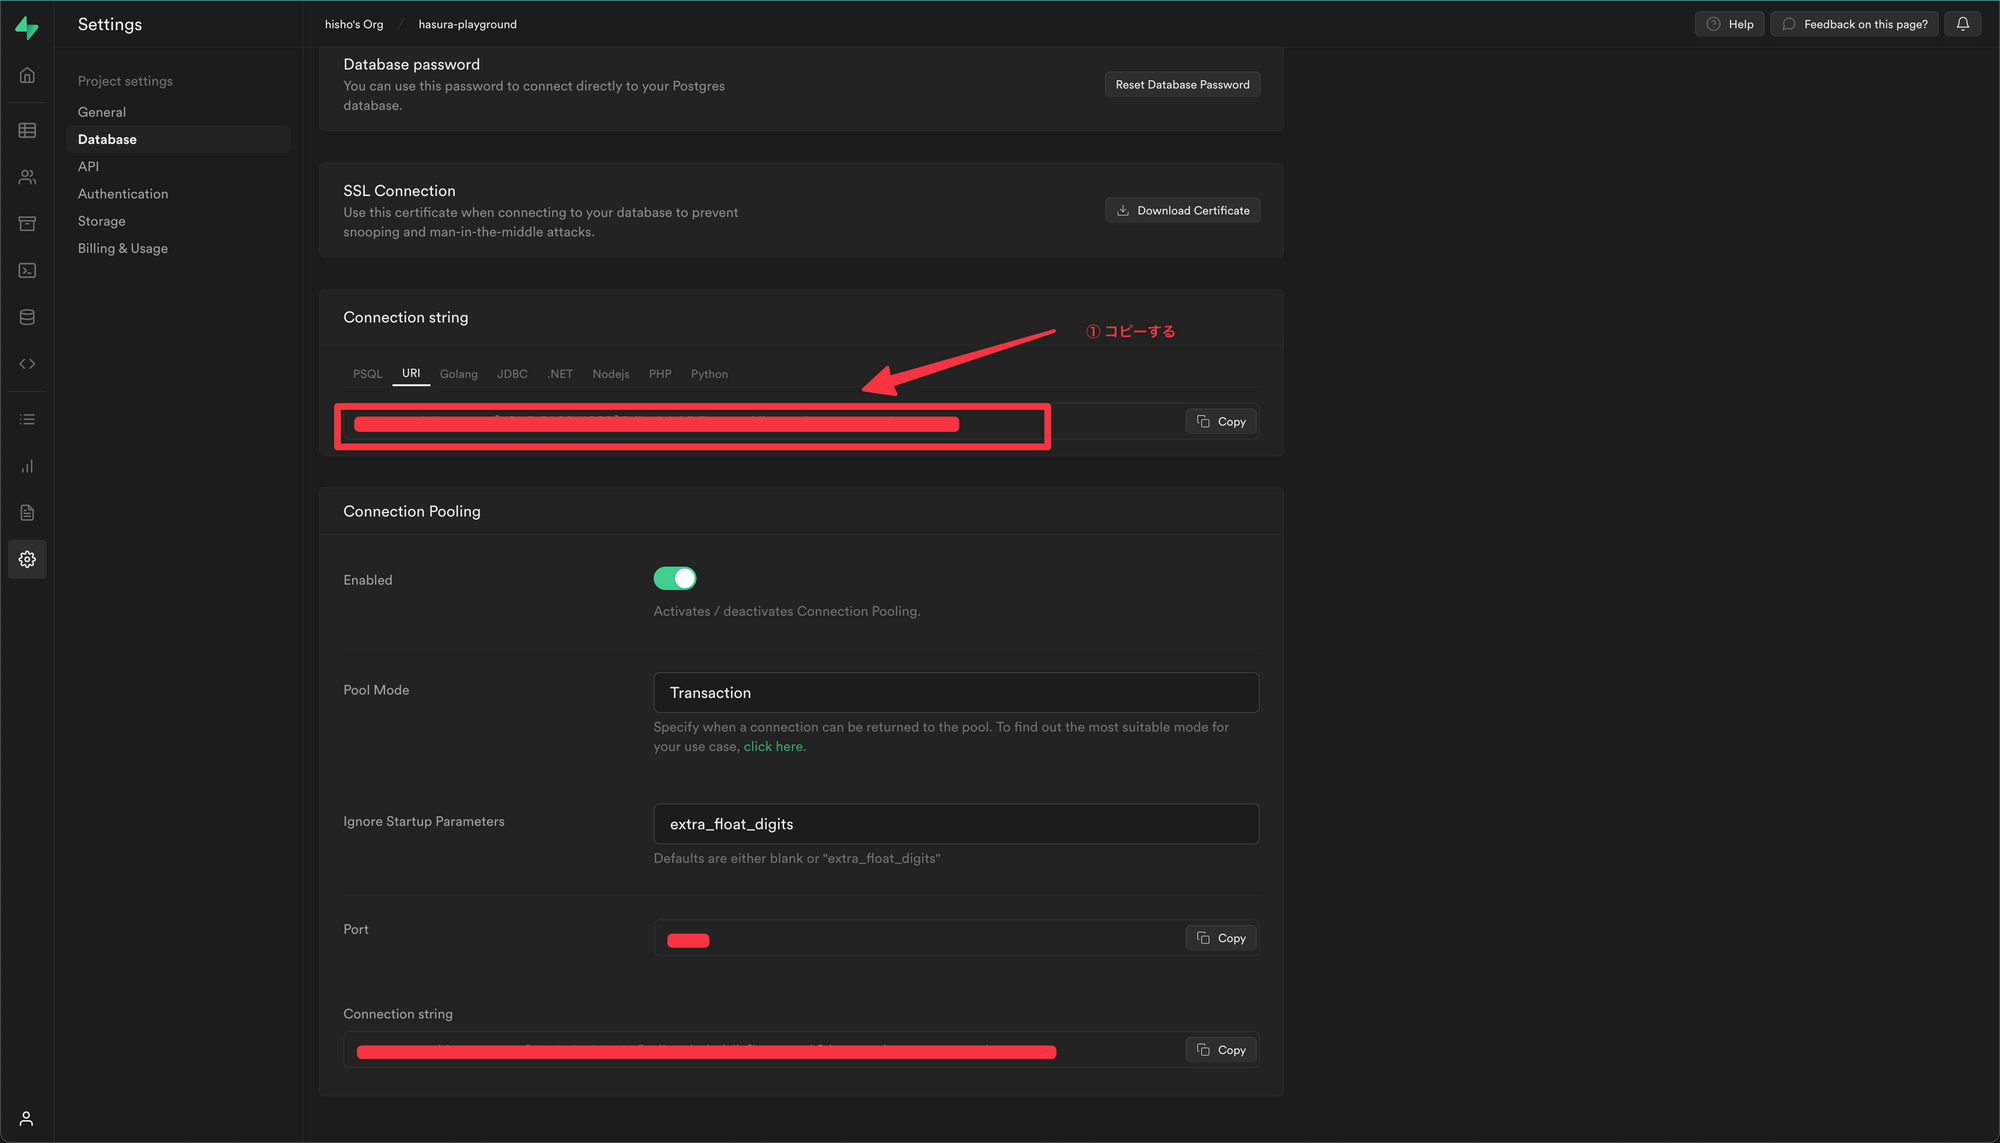 Settings
hisho's Org / hasura-playground
Help
Feedback on this page?
Project settings
General
Database
API
Authentication
Storage
Billing & Usage
Database password
You can use this password to connect directly to your Postgres
database.
Reset Database Password
SSL Connection
Use this certificate when connecting to your database to prevent
snooping and man-in-the-middle attacks.
Download Certificate
Connection string
① コピーする
PSQL URI Golang JDBC .NET Nodejs PHP Python
Copy
Connection Pooling
Enabled
Activates / deactivates Connection Pooling.
Pool Mode
Transaction
Specify when a connection can be returned to the pool. To find out the most suitable mode for
your use case, click here.
Ignore Startup Parameters
extra_float_digits
Defaults are either blank or "extra_float_digits"
Port
Copy
Connection string
Copy